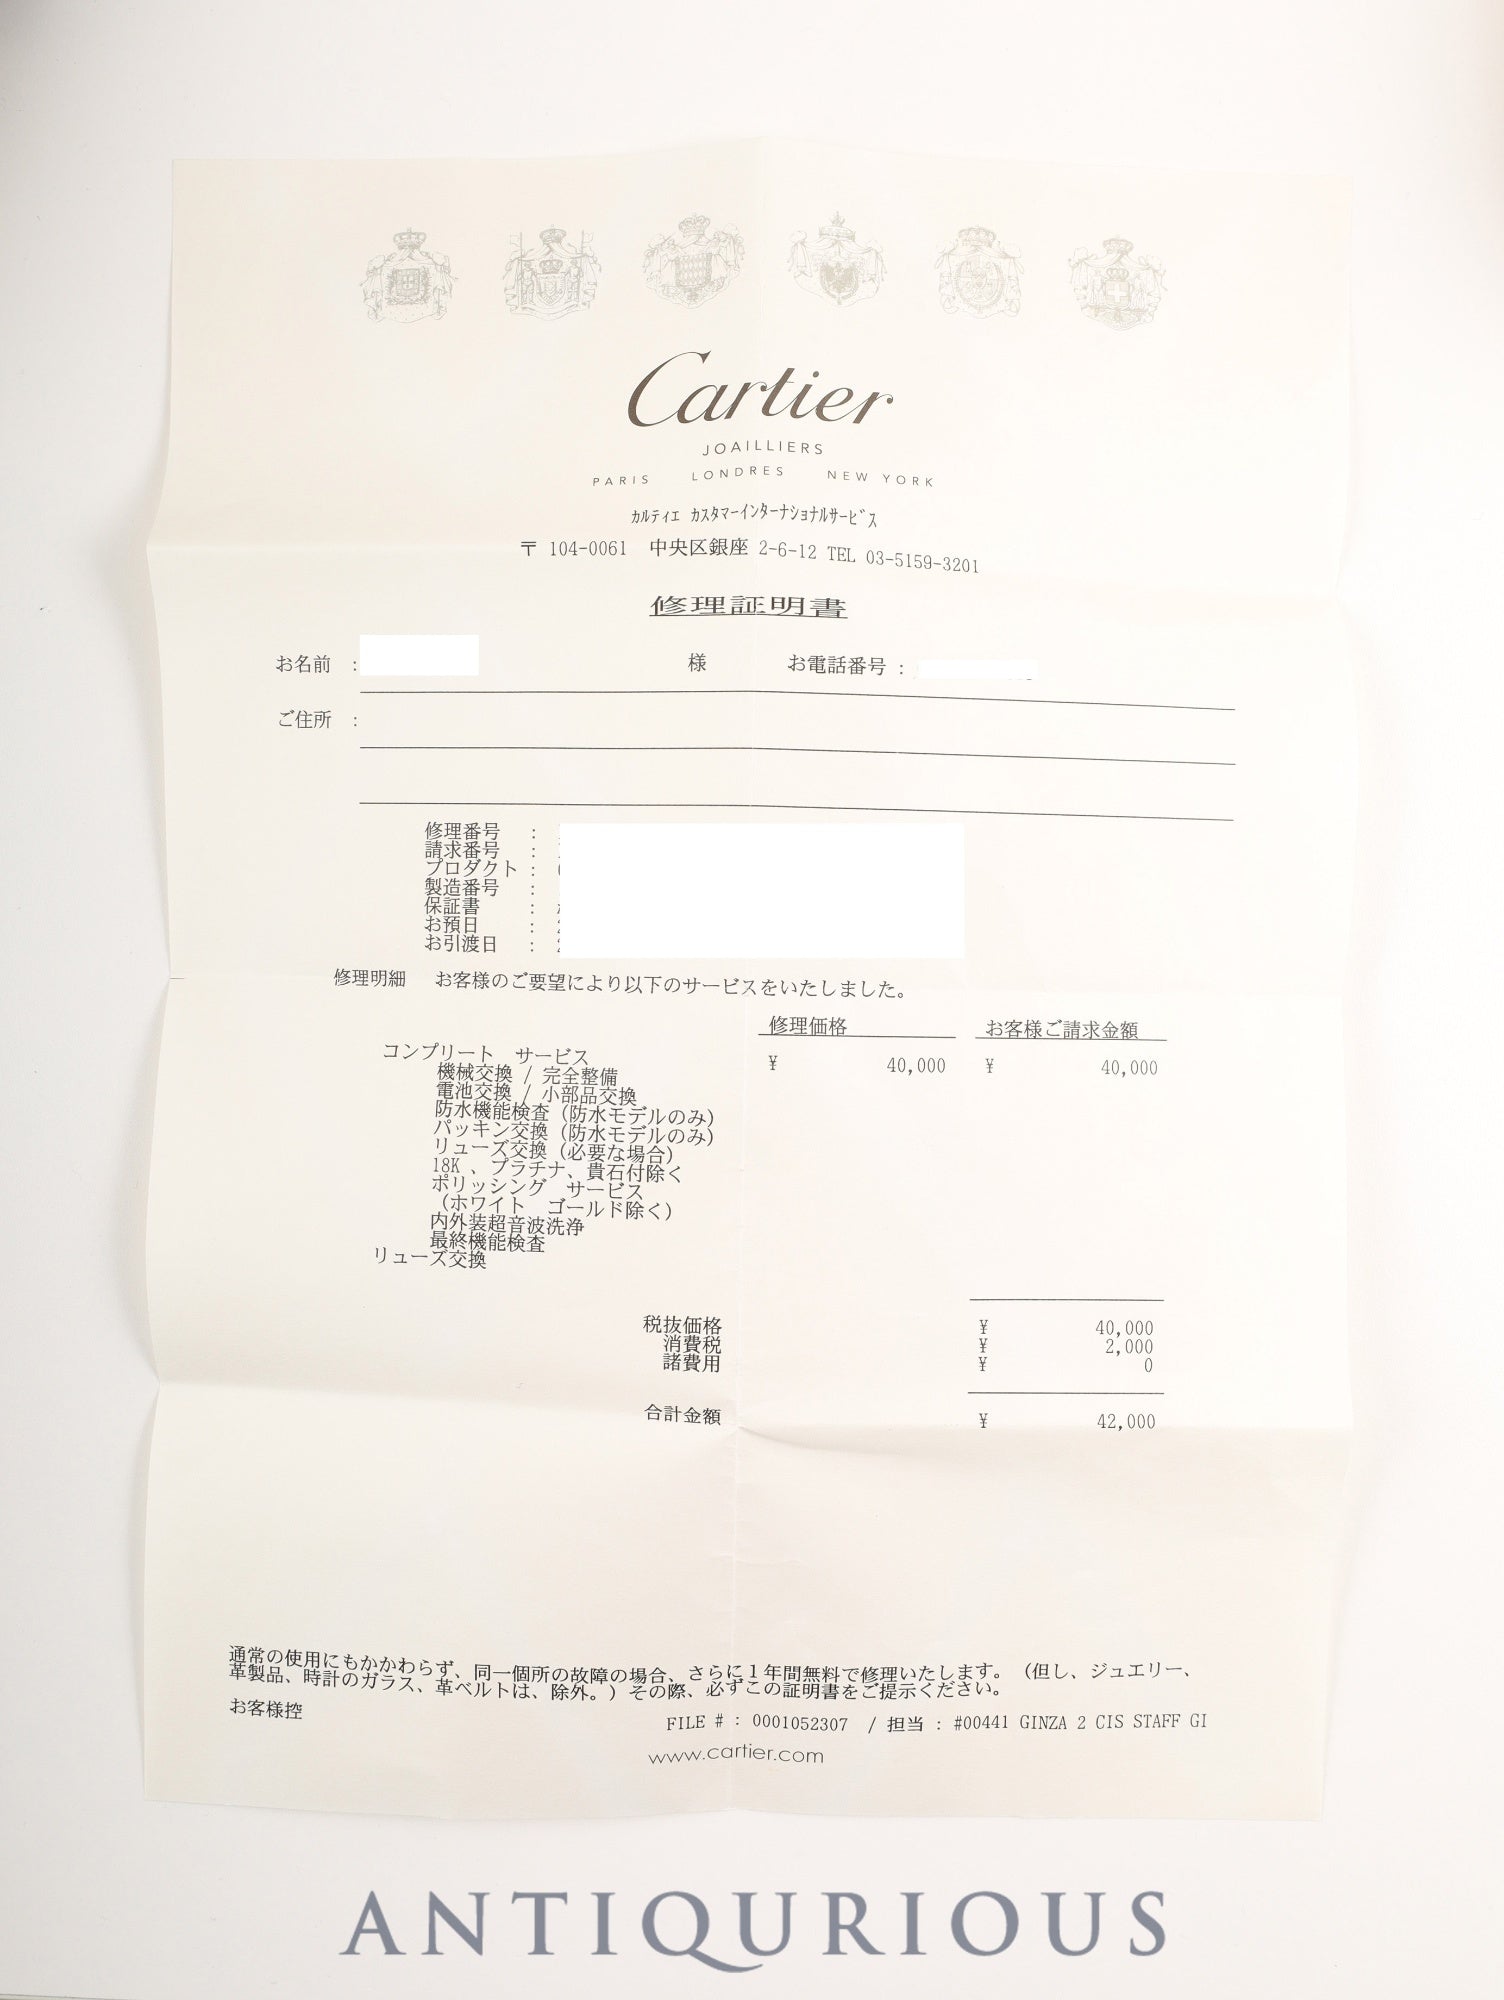 Cartier
JOAILLIERS
PARIS LONDRES NEW YORK
カルティエ カスタマーインターナショナルサービス
〒 104-0061 中央区銀座 2-6-12 TEL 03-5159-3201
修理証明書
お名前 : 様 お電話番号 :
ご住所 :
修理番号 :
請求番号 :
プロダクト :
製造番号 :
保証書 :
お預日 :
お引渡日 :
修理明細 お客様のご要望により以下のサービスをいたしました。
修理価格 お客様ご請求金額
コンプリート サービス ¥ 40,000 ¥ 40,000
機械交換 / 完全整備
電池交換 / 小部品交換
防水機能検査 (防水モデルのみ)
パッキン交換 (防水モデルのみ)
リューズ交換 (必要な場合)
18K 、プラチナ、貴石付除く
ポリッシング サービス
(ホワイト ゴールド除く)
内外装超音波洗浄
最終機能検査
リューズ交換
税抜価格 ¥ 40,000
消費税 ¥ 2,000
諸費用 ¥ 0
合計金額 ¥ 42,000
通常の使用にもかかわらず、同一個所の故障の場合、さらに1年間無料で修理いたします。(但し、ジュエリー、
革製品、時計のガラス、革ベルトは、除外。) その際、必ずこの証明書をご提示ください。
お客様控
FILE # : 0001052307 / 担当 : #00441 GINZA 2 CIS STAFF GI
www.cartier.com
ANTIQURIOUS